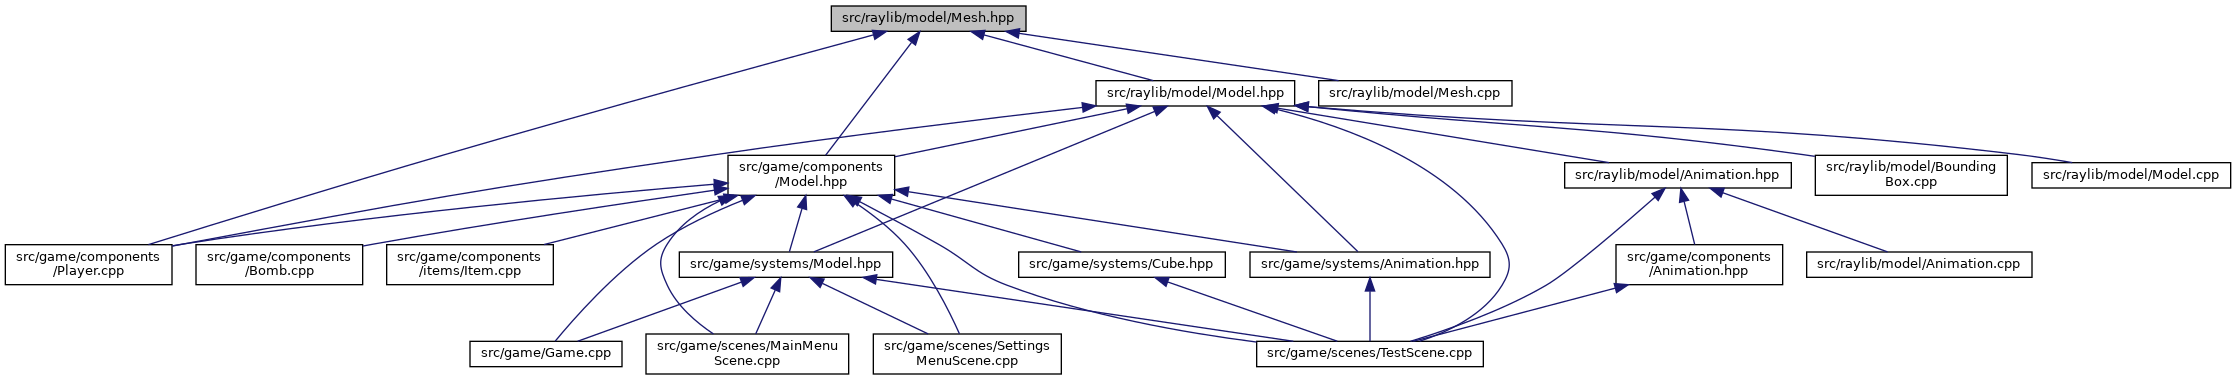 src/raylib/model/Mesh.hpp
src/raylib/model/Model.hpp
src/raylib/model/Mesh.cpp
src/game/components
/Model.hpp
src/raylib/model/Animation.hpp
src/raylib/model/Bounding
Box.cpp
src/raylib/model/Model.cpp
src/game/components
/Player.cpp
src/game/components
/Bomb.cpp
src/game/components
/items/Item.cpp
src/game/systems/Model.hpp
src/game/systems/Cube.hpp
src/game/systems/Animation.hpp
src/game/components
/Animation.hpp
src/raylib/model/Animation.cpp
src/game/Game.cpp
src/game/scenes/MainMenu
Scene.cpp
src/game/scenes/Settings
MenuScene.cpp
src/game/scenes/TestScene.cpp